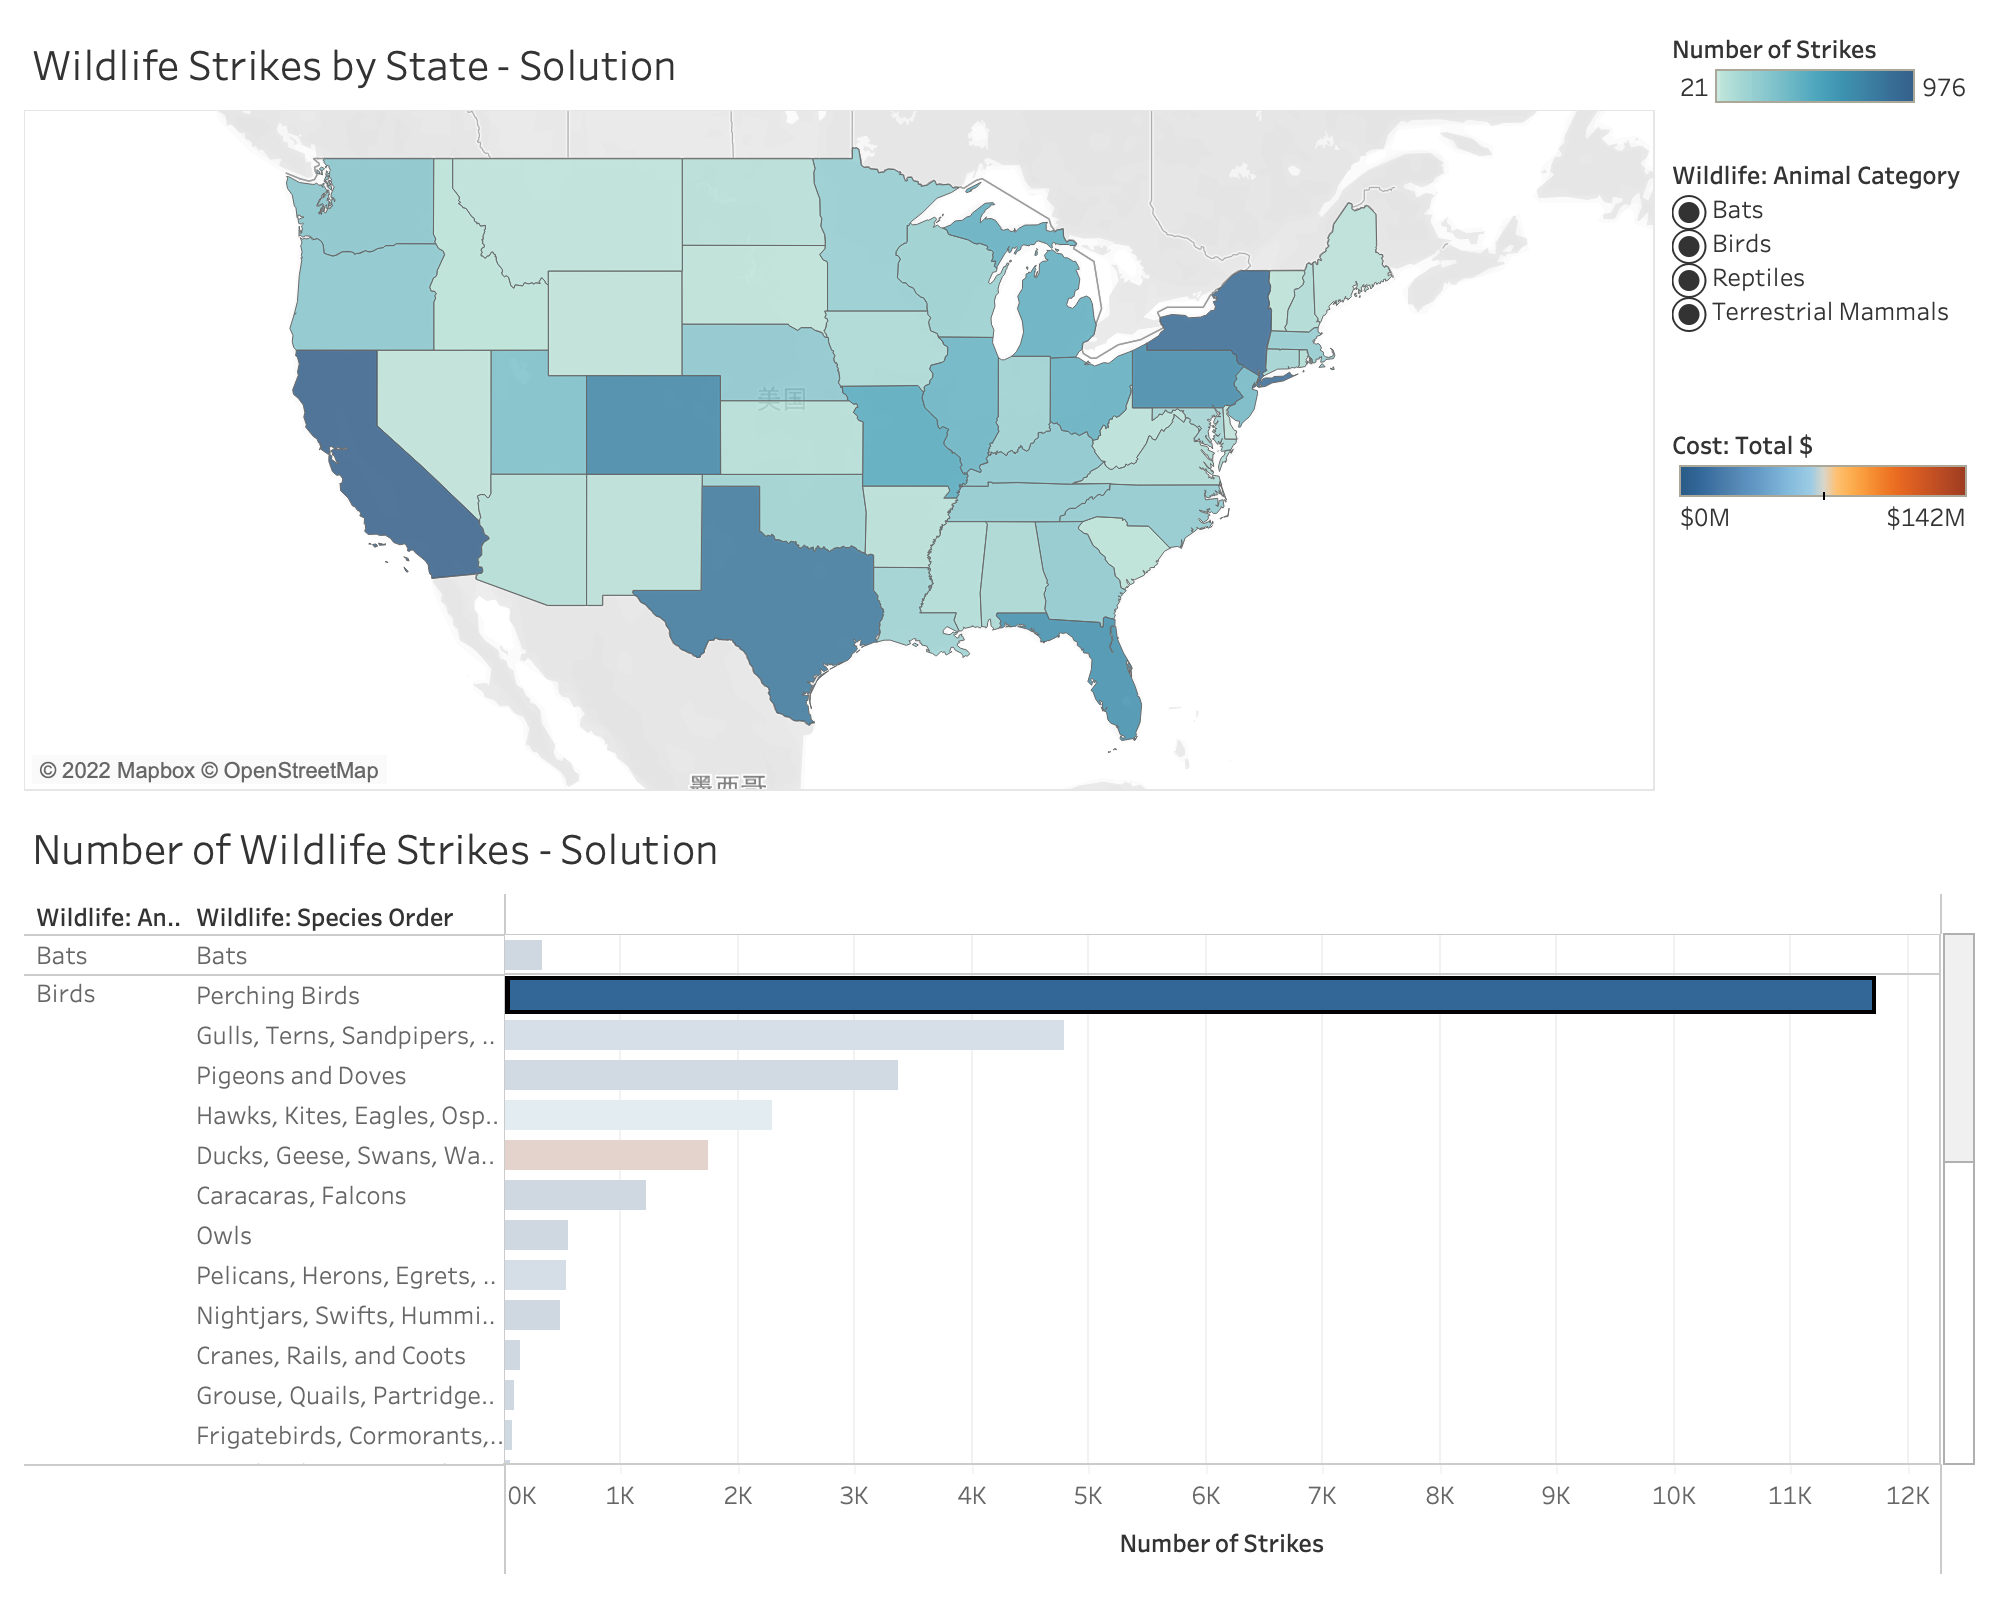 Wildlife Strikes by State - Solution
Number of Strikes
21
976
Wildlife: Animal Category
Bats
Birds
Reptiles
Terrestrial Mammals
Cost: Total $
$0M
$142M
美国
墨西哥
© 2022 Mapbox © OpenStreetMap
Number of Wildlife Strikes - Solution
Wildlife: An.. Wildlife: Species Order
Bats Bats
Birds Perching Birds
Gulls, Terns, Sandpipers, ..
Pigeons and Doves
Hawks, Kites, Eagles, Osp..
Ducks, Geese, Swans, Wa..
Caracaras, Falcons
Owls
Pelicans, Herons, Egrets, ..
Nightjars, Swifts, Hummi..
Cranes, Rails, and Coots
Grouse, Quails, Partridge..
Frigatebirds, Cormorants,..
0K 1K 2K 3K 4K 5K 6K 7K 8K 9K 10K 11K 12K
Number of Strikes